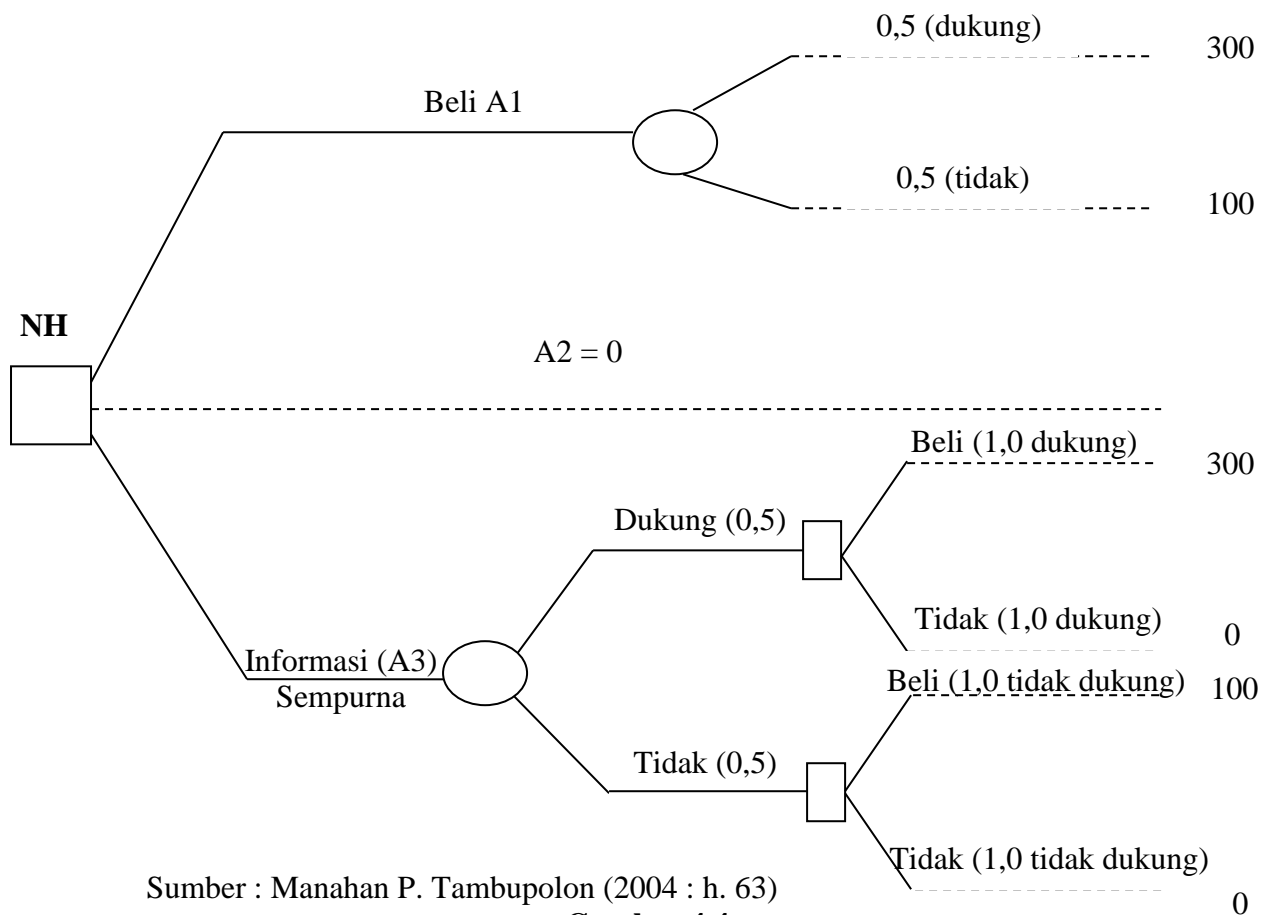 0,5 (dukung)
300
Beli A1
0,5 (tidak)
100
NH
A2 = 0
Beli (1,0 dukung)
300
Dukung (0,5)
Tidak (1,0 dukung)
0
Informasi (A3)
Sempurna
Beli (1,0 tidak dukung)
100
Tidak (0,5)
Tidak (1,0 tidak dukung)
0
Sumber : Manahan P. Tambupolon (2004 : h. 63)